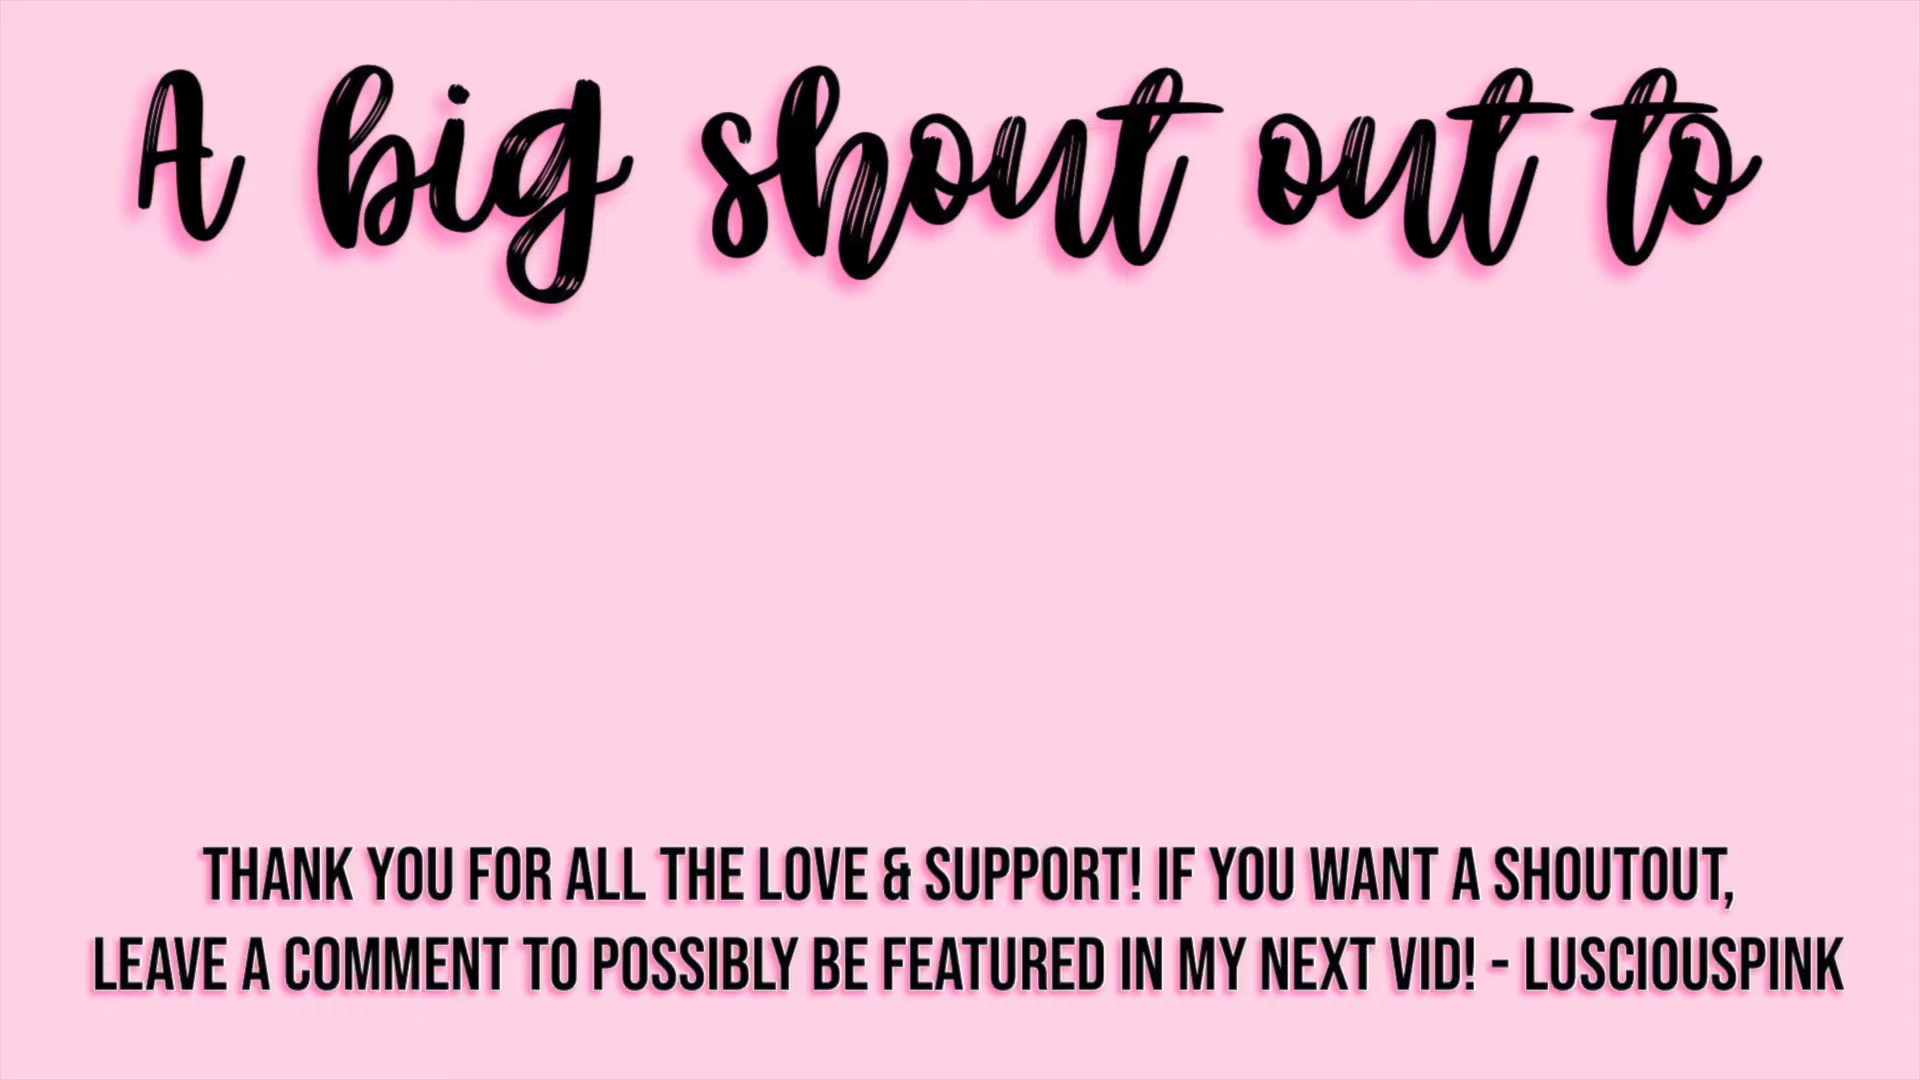 A big shout out to
THANK YOU FOR ALL THE LOVE & SUPPORT! IF YOU WANT A SHOUTOUT,
LEAVE A COMMENT TO POSSIBLY BE FEATURED IN MY NEXT VID! - LUSCIOUSPINK